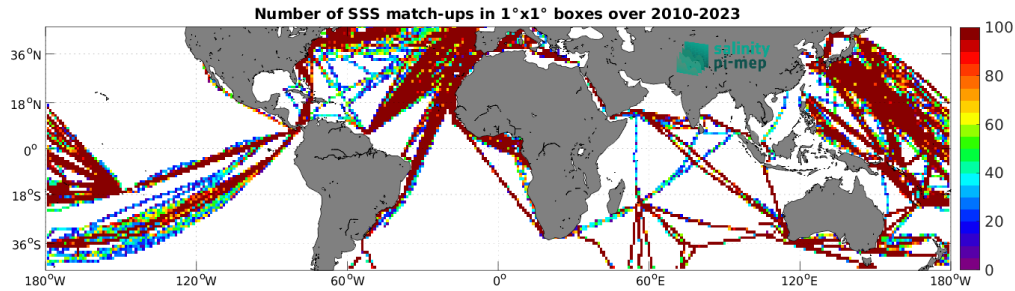 Number of SSS match-ups in 1°x1° boxes over 2010-2023
salinity
pi-mep
36°N
18°N
0°
18°S
36°S
180°W
120°W
60°W
0°
60°E
120°E
180°W
100
80
60
40
20
0